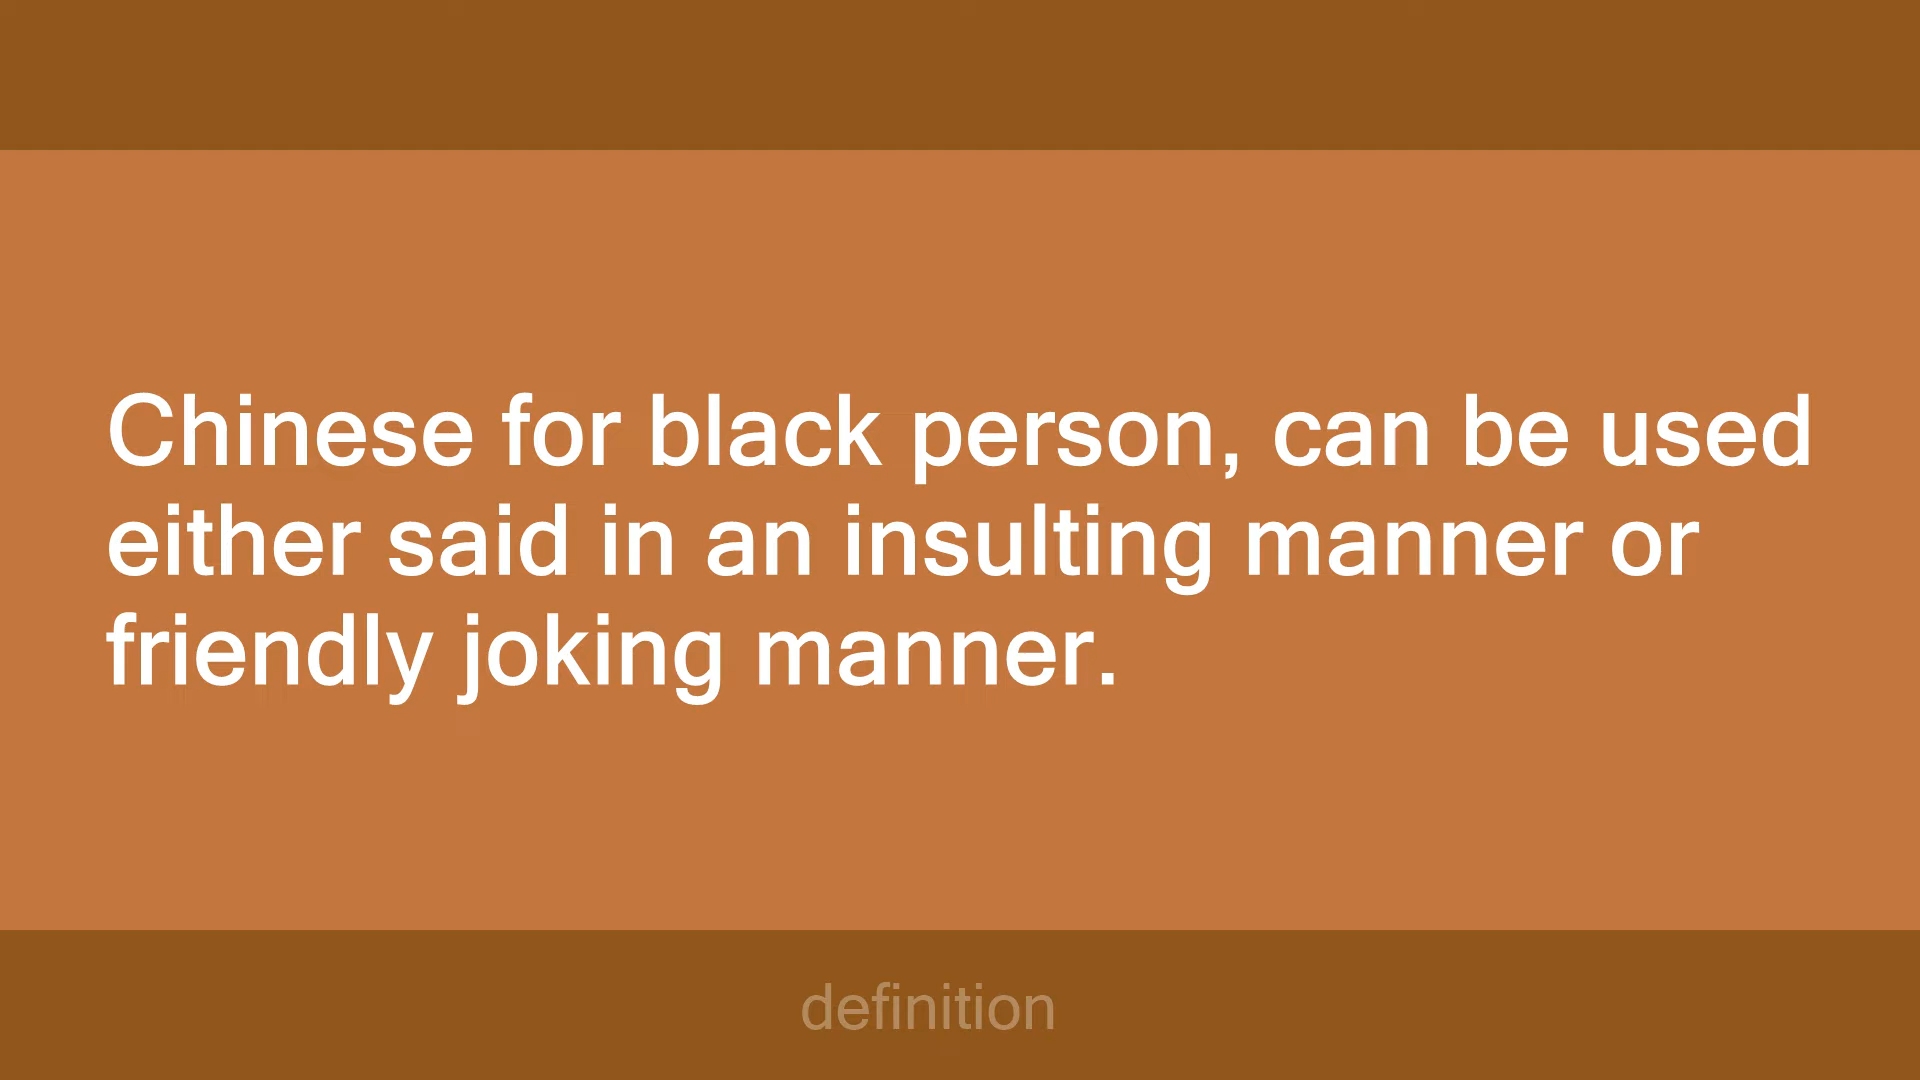 Chinese for black person, can be used
either said in an insulting manner or
friendly joking manner.
definition